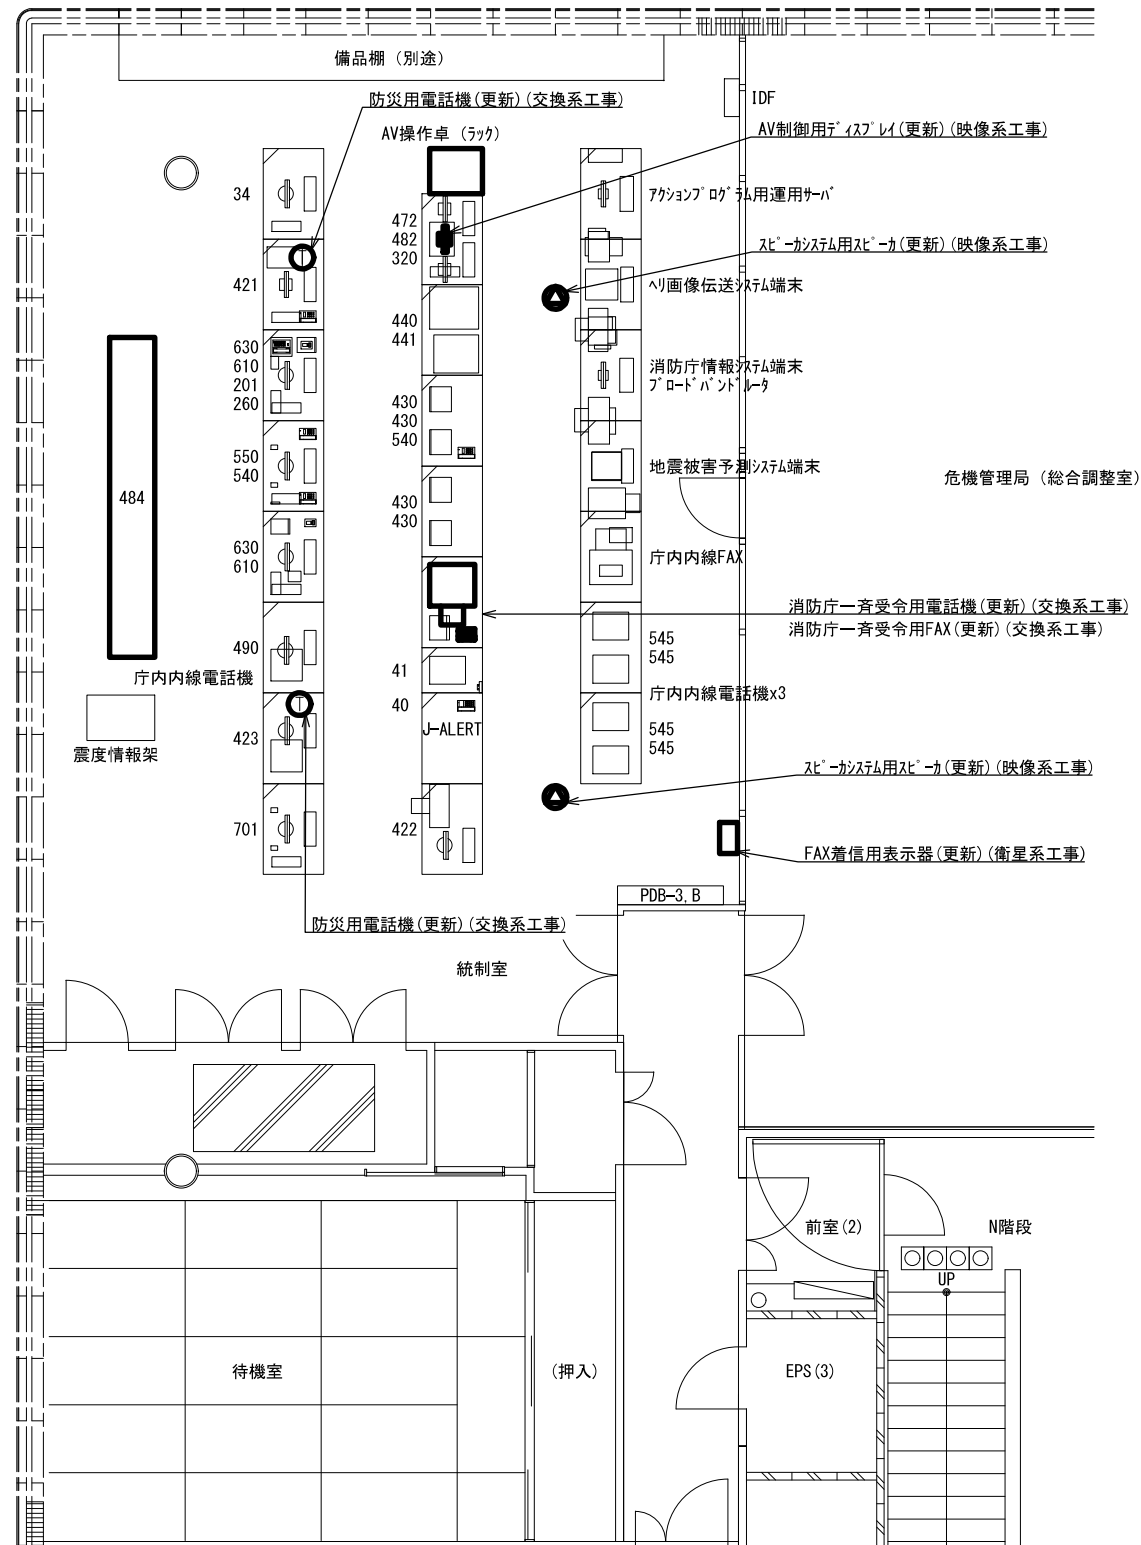 備品棚（別途）
防災用電話機(更新)(交換系工事)
IDF
AV操作卓（ﾗｯｸ）
AV制御用ﾃﾞｨｽﾌﾟﾚｲ(更新)(映像系工事)
34
472
482
320
ｱｸｼｮﾝﾌﾟﾛｸﾞﾗﾑ用運用ｻｰﾊﾞ
ｽﾋﾟｰｶｼｽﾃﾑ用ｽﾋﾟｰｶ(更新)(映像系工事)
421
ﾍﾘ画像伝送ｼｽﾃﾑ端末
440
441
630
610
201
260
消防庁情報ｼｽﾃﾑ端末
ﾌﾞﾛｰﾄﾞﾊﾞﾝﾄﾞﾙｰﾀ
430
430
540
550
540
地震被害予測ｼｽﾃﾑ端末
危機管理局（総合調整室）
484
430
430
630
610
庁内内線FAX
消防庁一斉受令用電話機(更新)(交換系工事)
消防庁一斉受令用FAX(更新)(交換系工事)
490
545
545
庁内内線電話機
41
庁内内線電話機x3
40
J-ALERT
震度情報架
423
545
545
ｽﾋﾟｰｶｼｽﾃﾑ用ｽﾋﾟｰｶ(更新)(映像系工事)
701
422
FAX着信用表示器(更新)(衛星系工事)
PDB-3,B
防災用電話機(更新)(交換系工事)
統制室
前室(2)
N階段
UP
待機室
(押入)
EPS(3)